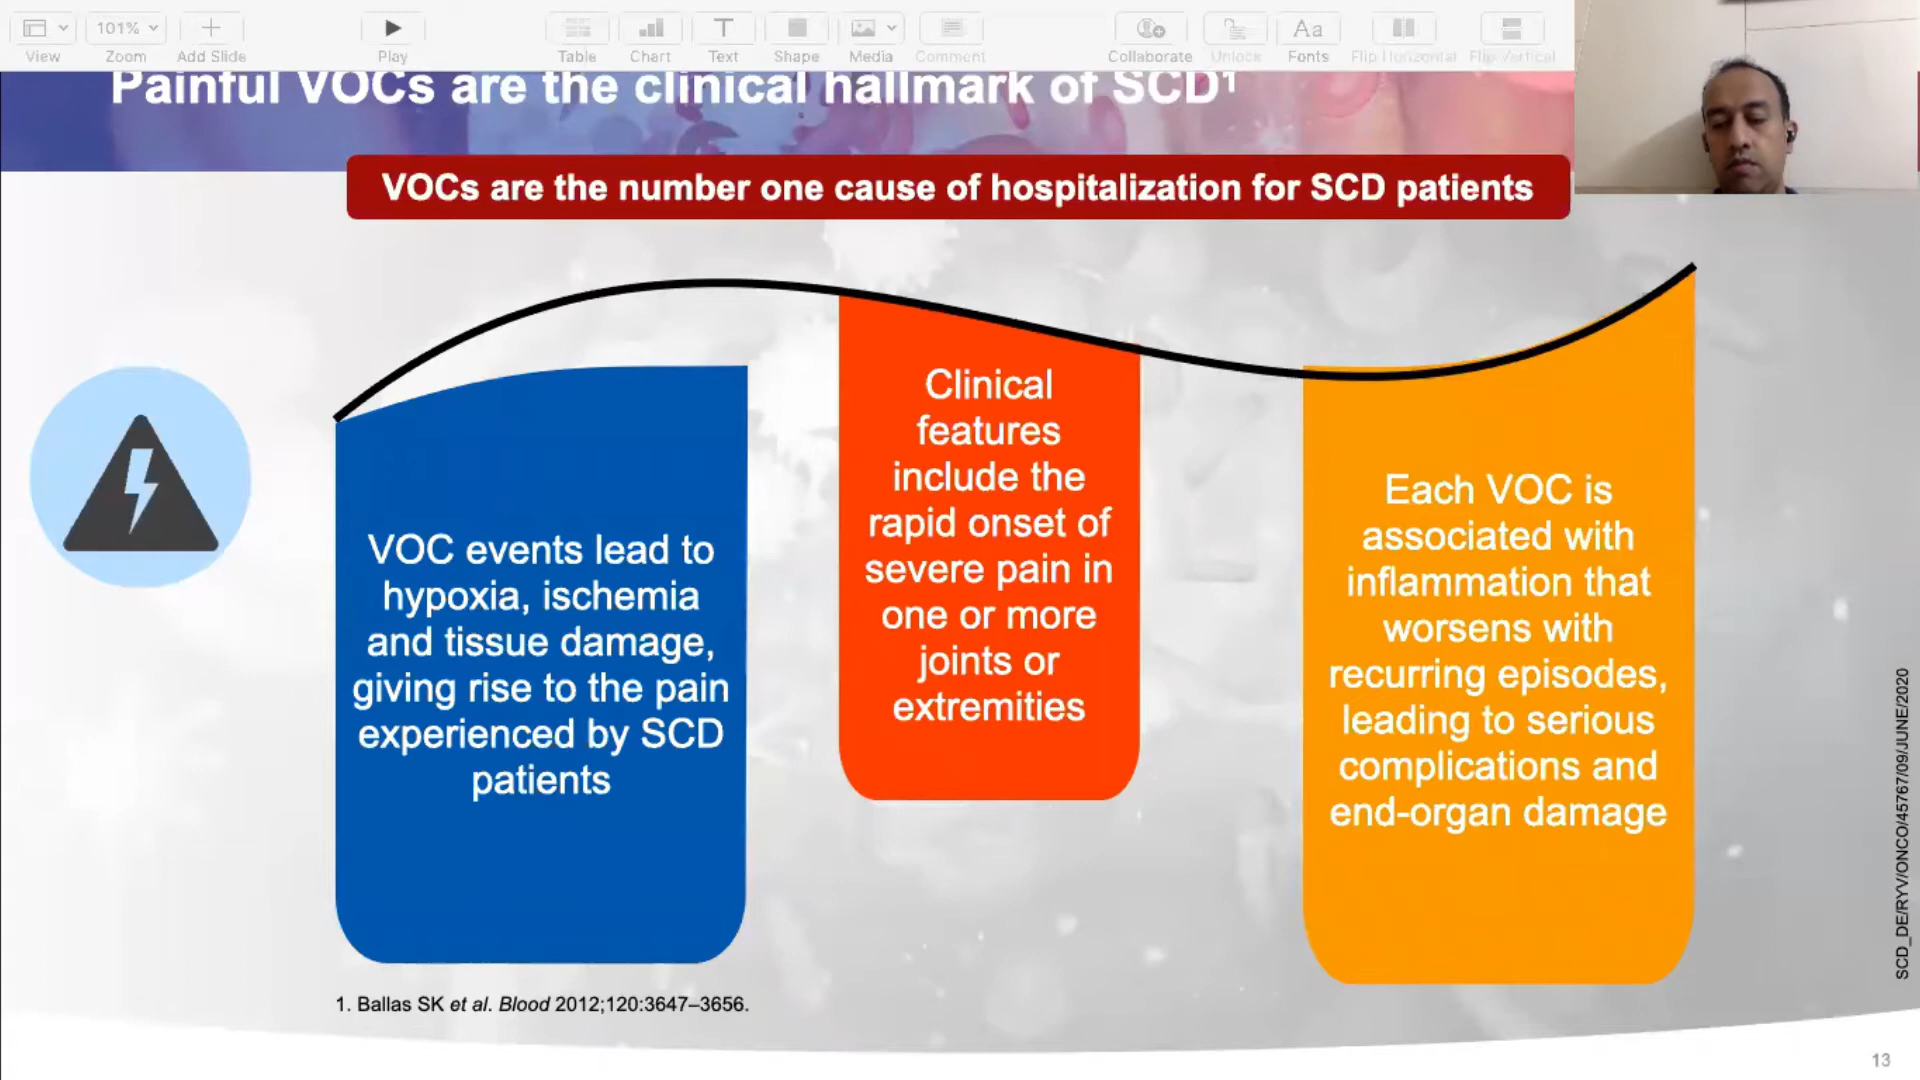 101%
View
Zoom
Add Slide
Play
Table
Chart
Text
Shape
Media
Comment
Collaborate
Unlock
Aa
Fonts
Flip Horizontal
Flip Vertical
Painful VOCs are the clinical hallmark of SCD¹
VOCs are the number one cause of hospitalization for SCD patients
VOC events lead to
hypoxia, ischemia
and tissue damage,
giving rise to the pain
experienced by SCD
patients
Clinical
features
include the
rapid onset of
severe pain in
one or more
joints or
extremities
Each VOC is
associated with
inflammation that
worsens with
recurring episodes,
leading to serious
complications and
end-organ damage
1. Ballas SK et al. Blood 2012;120:3647–3656.
SCD_DE/RYV/ONCO/45767/09/JUNE/2020
13